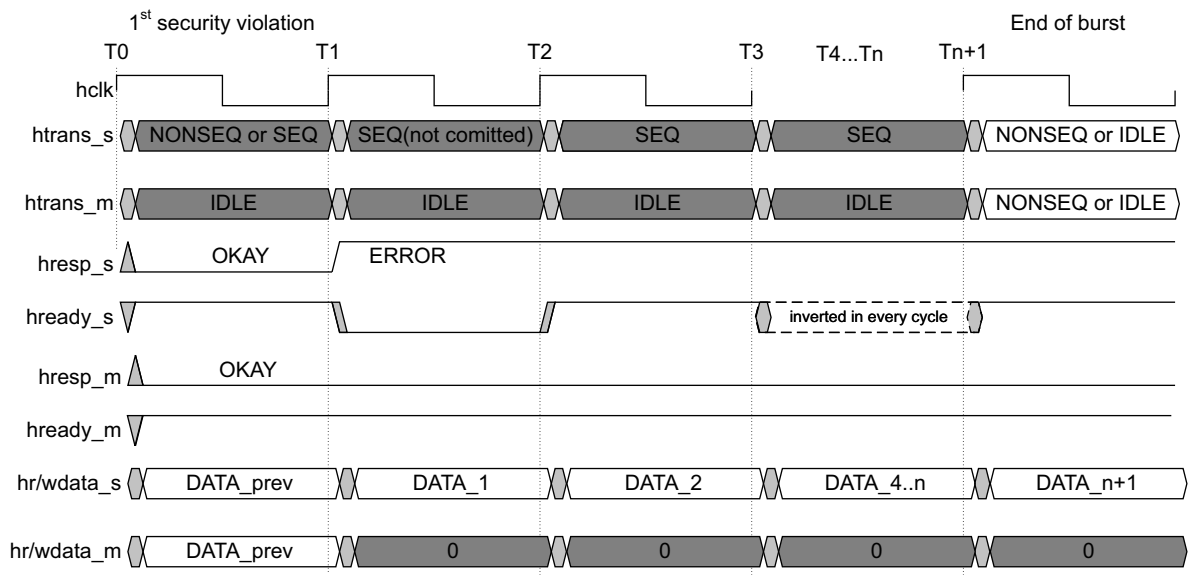 1st security violation End of burst
T0 T1 T2 T3 T4...Tn Tn+1
hclk
htrans_s NONSEQ or SEQ SEQ(not comitted) SEQ SEQ NONSEQ or IDLE
htrans_m IDLE IDLE IDLE IDLE NONSEQ or IDLE
hresp_s OKAY ERROR
hready_s inverted in every cycle
hresp_m OKAY
hready_m
hr/wdata_s DATA_prev DATA_1 DATA_2 DATA_4..n DATA_n+1
hr/wdata_m DATA_prev 0 0 0 0